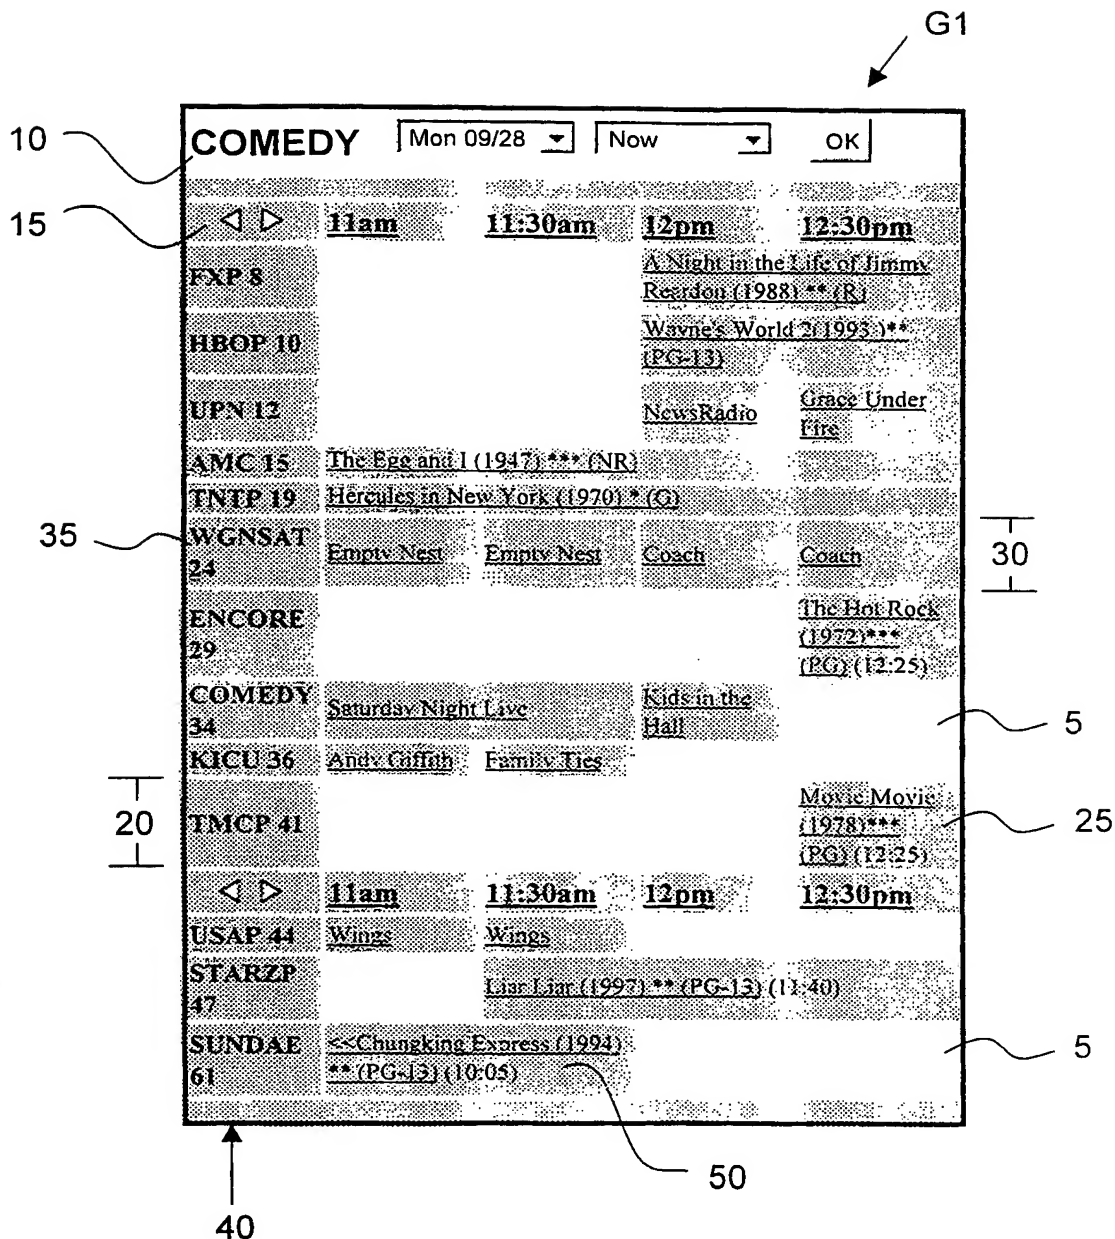 G1
10
COMEDY Mon 09/28 Now OK
15
11am 11:30am 12pm 12:30pm
FXP 8 A Night in the Life of Jimmy
Reardon (1988) ** (R)
HBOP 10 Wayne's World 2(1993 )**
(PG-13)
UPN 12 NewsRadio Grace Under
Fire
AMC 15 The Egg and I (1947) *** (NR)
TNTP 19 Hercules in New York (1970) * (G)
35
WGNSAT
24 Empty Nest Empty Nest Coach Coach
30
ENCORE
29 The Hot Rock
(1972)***
(PG) (12:25)
COMEDY
34 Saturday Night Live Kids in the
Hall
5
KICU 36 Andy Giffith Family Ties
20
TMCP 41 Movie Movie
(1978)***
(PG) (12:25)
25
11am 11:30am 12pm 12:30pm
USAP 44 Wings Wings
STARZP
47 Liar Liar (1997) ** (PG-13) (11:40)
SUNDAE
61 <<Chungking Express (1994)
** (PG-13) (10:05)
5
50
40